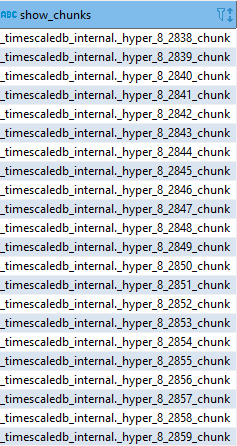 ABC show_chunks
_timescaledb_internal._hyper_8_2838_chunk
_timescaledb_internal._hyper_8_2839_chunk
_timescaledb_internal._hyper_8_2840_chunk
_timescaledb_internal._hyper_8_2841_chunk
_timescaledb_internal._hyper_8_2842_chunk
_timescaledb_internal._hyper_8_2843_chunk
_timescaledb_internal._hyper_8_2844_chunk
_timescaledb_internal._hyper_8_2845_chunk
_timescaledb_internal._hyper_8_2846_chunk
_timescaledb_internal._hyper_8_2847_chunk
_timescaledb_internal._hyper_8_2848_chunk
_timescaledb_internal._hyper_8_2849_chunk
_timescaledb_internal._hyper_8_2850_chunk
_timescaledb_internal._hyper_8_2851_chunk
_timescaledb_internal._hyper_8_2852_chunk
_timescaledb_internal._hyper_8_2853_chunk
_timescaledb_internal._hyper_8_2854_chunk
_timescaledb_internal._hyper_8_2855_chunk
_timescaledb_internal._hyper_8_2856_chunk
_timescaledb_internal._hyper_8_2857_chunk
_timescaledb_internal._hyper_8_2858_chunk
_timescaledb_internal._hyper_8_2859_chunk